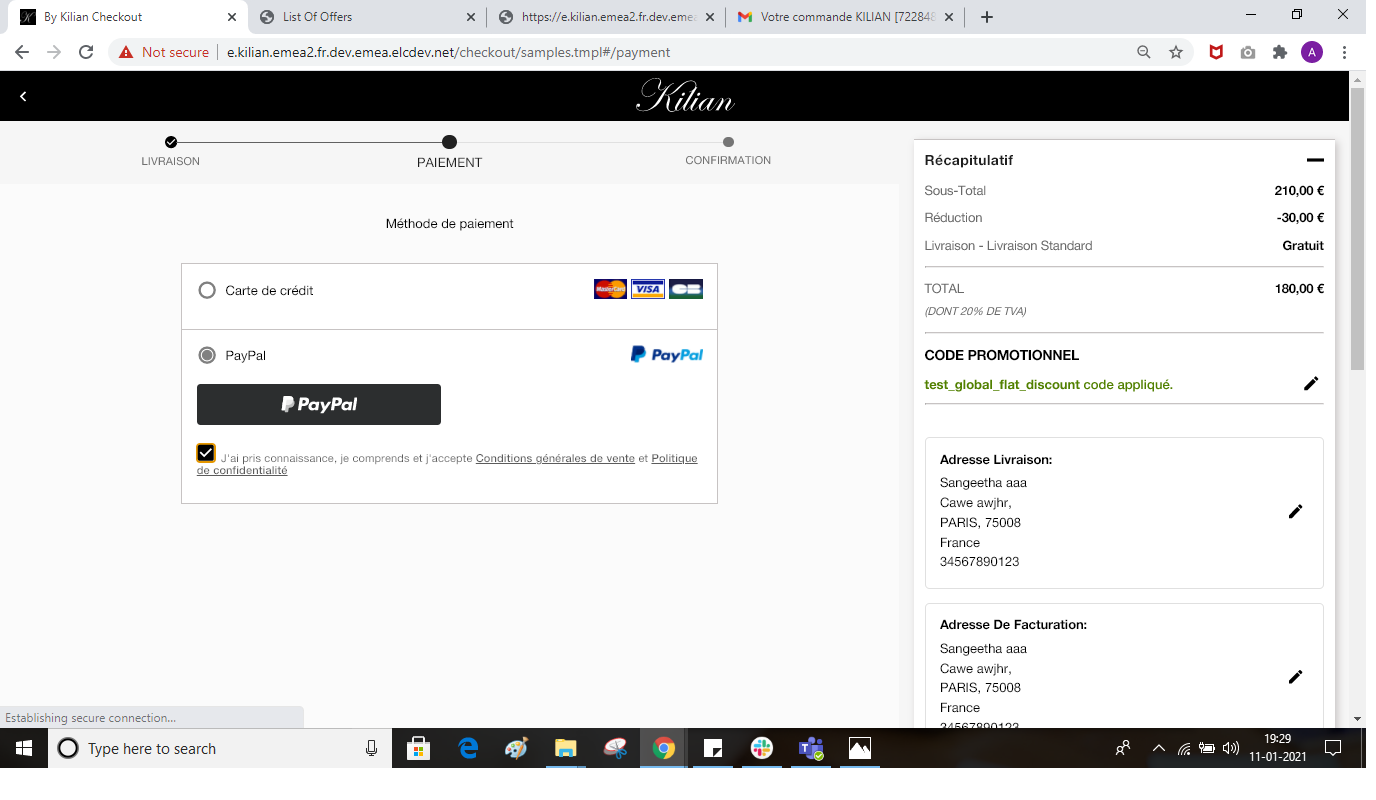 By Kilian Checkout
List Of Offers
https://e.kilian.emea2.fr.dev.eme
Votre commande KILIAN [72284
Not secure
e.kilian.emea2.fr.dev.emea.elcdev.net/checkout/samples.tmpl#/payment
A
Kilian
LIVRAISON
PAIEMENT
CONFIRMATION
Méthode de paiement
Carte de crédit
MasterCard
VISA
CB
PayPal
PayPal
PayPal
J'ai pris connaissance, je comprends et j'accepte Conditions générales de vente et Politique
de confidentialité
Récapitulatif
Sous-Total 210,00 €
Réduction -30,00 €
Livraison - Livraison Standard Gratuit
TOTAL 180,00 €
(DONT 20% DE TVA)
CODE PROMOTIONNEL
test_global_flat_discount code appliqué.
Adresse Livraison:
Sangeetha aaa
Cawe awjhr,
PARIS, 75008
France
34567890123
Adresse De Facturation:
Sangeetha aaa
Cawe awjhr,
PARIS, 75008
France
34567890123
Establishing secure connection...
Type here to search
19:29
11-01-2021